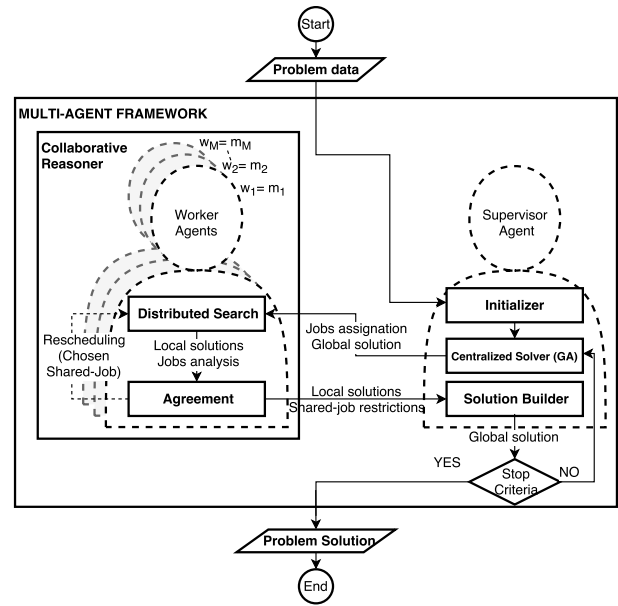 Start
Problem data
MULTI-AGENT FRAMEWORK
Collaborative
Reasoner
wM= mM
w2= m2
w1= m1
Worker
Agents
Supervisor
Agent
Initializer
Distributed Search
Jobs assignation
Global solution
Centralized Solver (GA)
Rescheduling
(Chosen
Shared-Job)
Local solutions
Jobs analysis
Agreement
Local solutions
Shared-job restrictions
Solution Builder
Global solution
YES
Stop
Criteria
NO
Problem Solution
End